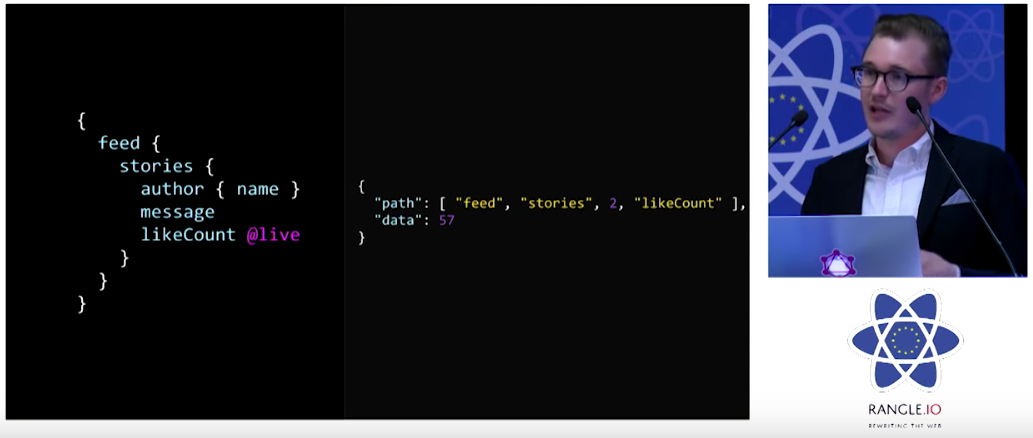 {
feed {
stories {
author { name }
message
likeCount @live
}
}
}
{
"path": [ "feed", "stories", 2, "likeCount" ],
"data": 57
}
RANGLE.IO
REWRITING THE WEB